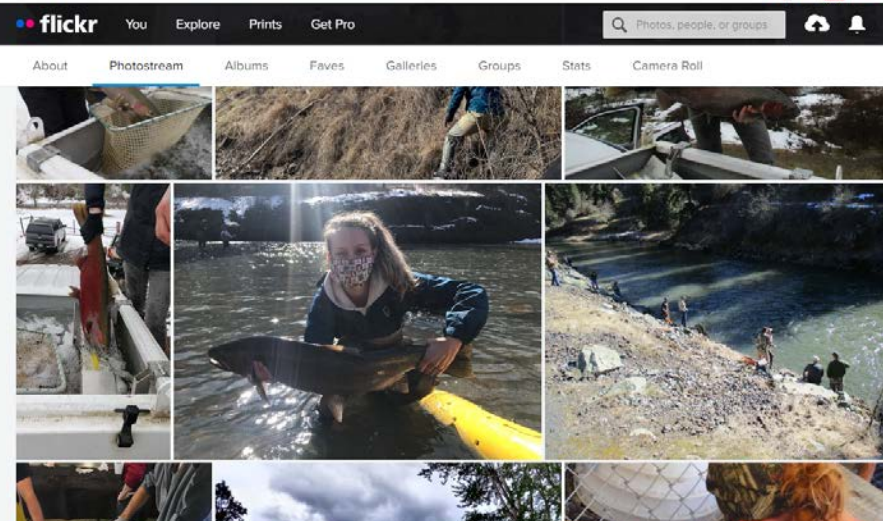 flickr You Explore Prints Get Pro Photos, people, or groups
About Photostream Albums Faves Galleries Groups Stats Camera Roll